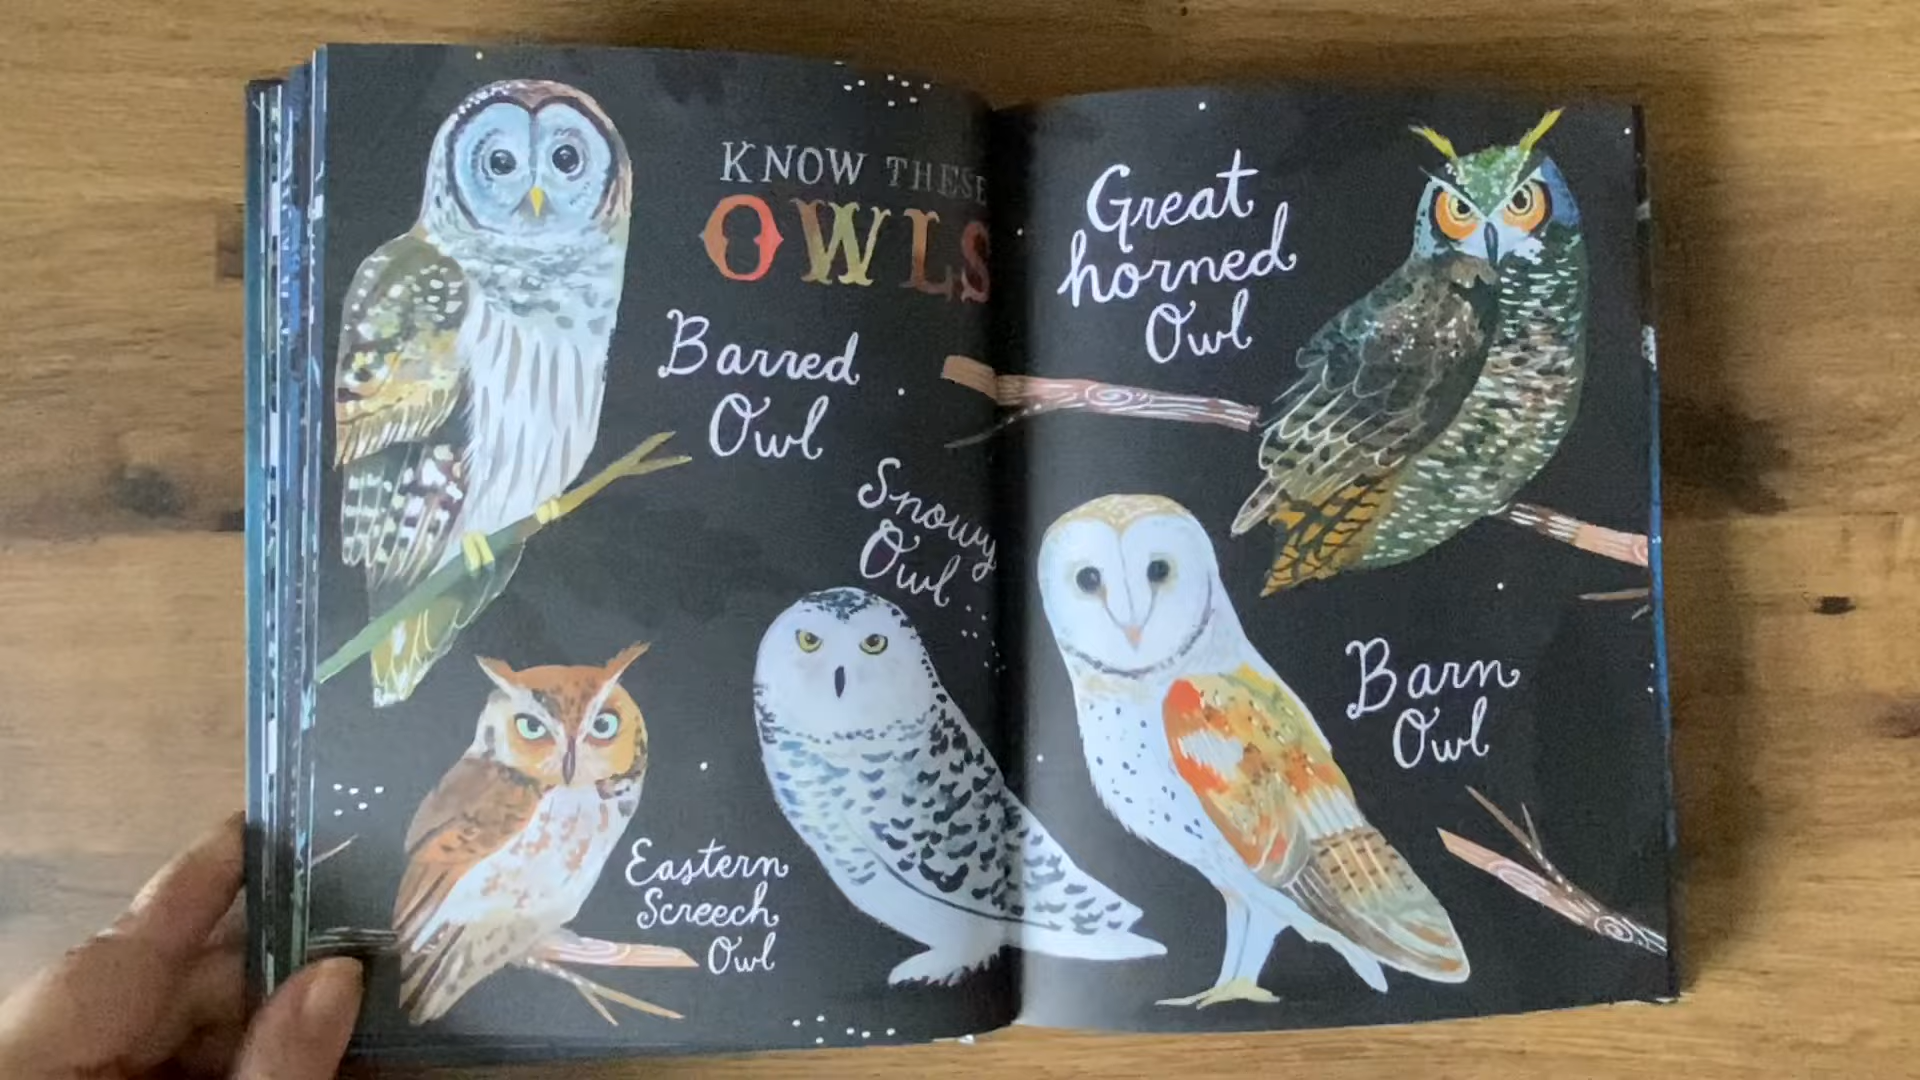 KNOW THESE
OWLS
Barred
Owl
Snowy
Owl
Eastern
Screech
Owl
Great
horned
Owl
Barn
Owl